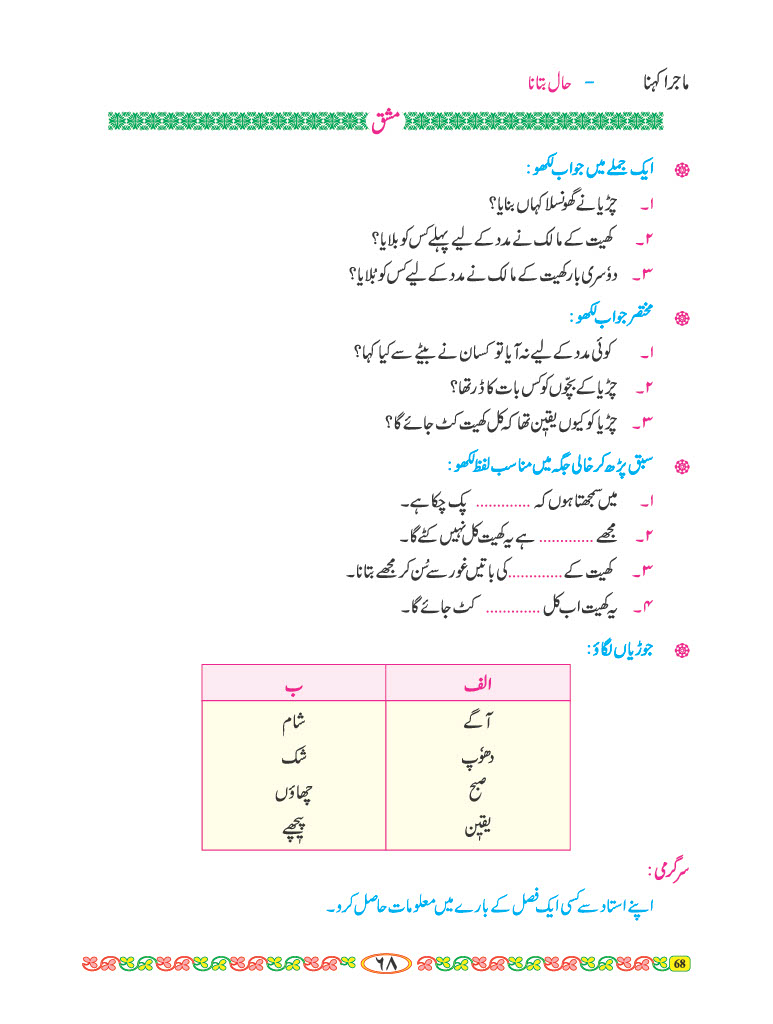 ماجرا کہنا – حال بتانا
مشق
ایک جملے میں جواب لکھو :
۱۔ چڑیا نے گھونسلا کہاں بنایا؟
۲۔ کھیت کے مالک نے مدد کے لیے پہلے کس کو بلایا؟
۳۔ دوٗسری بار کھیت کے مالک نے مدد کے لیے کس کو بُلایا؟
مختصر جواب لکھو :
۱۔ کوئی مدد کے لیے نہ آیا تو کسان نے بیٹے سے کیا کہا؟
۲۔ چڑیا کے بچّوں کو کس بات کا ڈر تھا؟
۳۔ چڑیا کو کیوں یقین تھا کہ کل کھیت کٹ جائے گا؟
سبق پڑھ کر خالی جگہ میں مناسب لفظ لکھو :
۱۔ میں سمجھتا ہوں کہ ............. پک چکا ہے۔
۲۔ مجھے ............. ہے یہ کھیت کل نہیں کٹے گا۔
۳۔ کھیت کے ............. کی باتیں غور سے سُن کر مجھے بتانا۔
۴۔ یہ کھیت اب کل ............. کٹ جائے گا۔
جوڑیاں لگاؤ :
الف ب
آگے شام
دھوٗپ شک
صبح چھاؤں
یقین پیچھے
سرگرمی :
اپنے استاد سے کسی ایک فصل کے بارے میں معلومات حاصل کرو۔
۶۸ 68